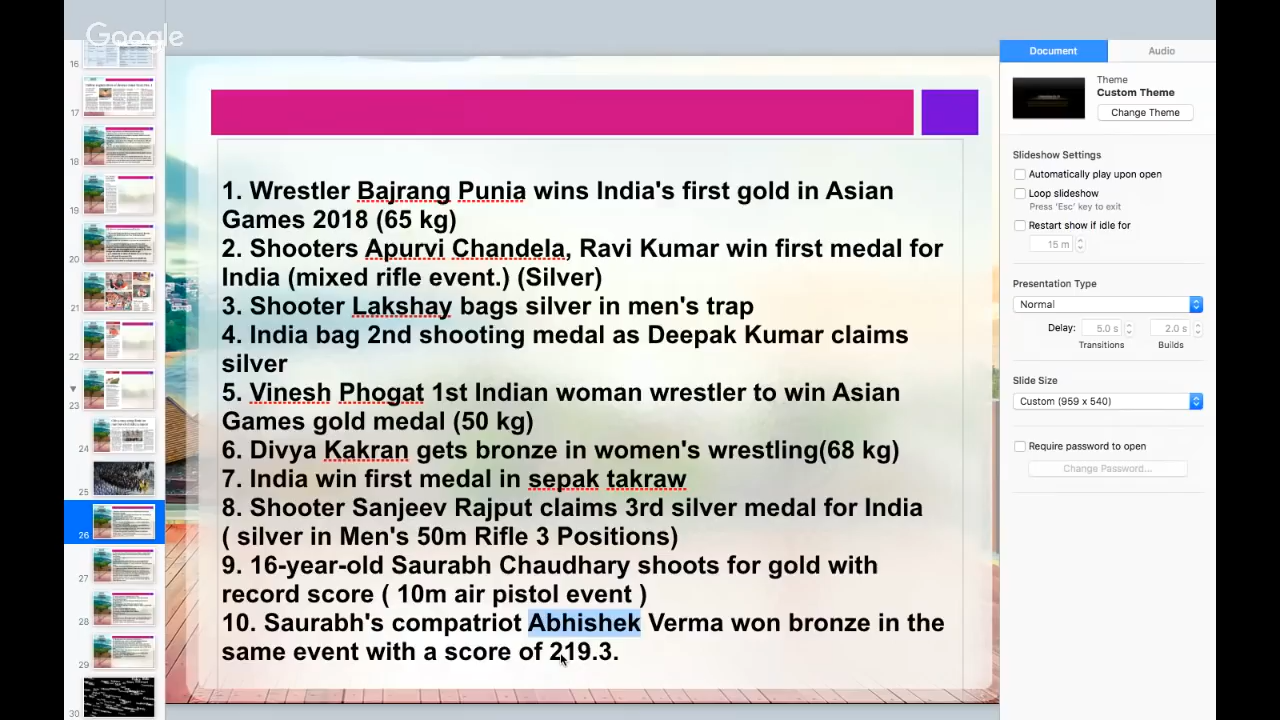 Google
16
17
18
19
20
21
22
23
24
25
26
27
28
29
30
1. Wrestler Bajrang Punia wins India's first gold in Asian
Games 2018 (65 kg)
2. Shooters Apurvi Chandada, Ravi Kumar win first medal for
India (mixed rifle event.) (Silver)
3. Shooter Lakshay bags silver in men's trap
4. India bag 2nd shooting medal as Deepak Kumar claims
silver
5. Vinesh Phogat 1st Indian woman wrestler to win Asian
Games gold medal (50 kg)
6. Divya Kakran gets bronze in women's wrestling(68 kg)
7. India win first medal in sepak takraw
8. Shooter Sanjeev Rajput claims 3rd silver medal for India
( silver in Men's 50m Rifle 3 Positions)
9. 16-year-old Saurabh Chaudhary shoots for gold with
record score ( 10m air pistol event )
10. Saurabh's compatriot Abhishek Verma won bronze in the
same event with a score of 219.3.
Document
Audio
Theme
Custom Theme
Change Theme
Slideshow Settings
Automatically play upon open
Loop slideshow
Press 'Esc' key to exit
Restart show if idle for
15 m
Presentation Type
Normal
Delay: 5.0 s 2.0 s
Transitions Builds
Slide Size
Custom (959 x 540)
Require password to open
Change Password...